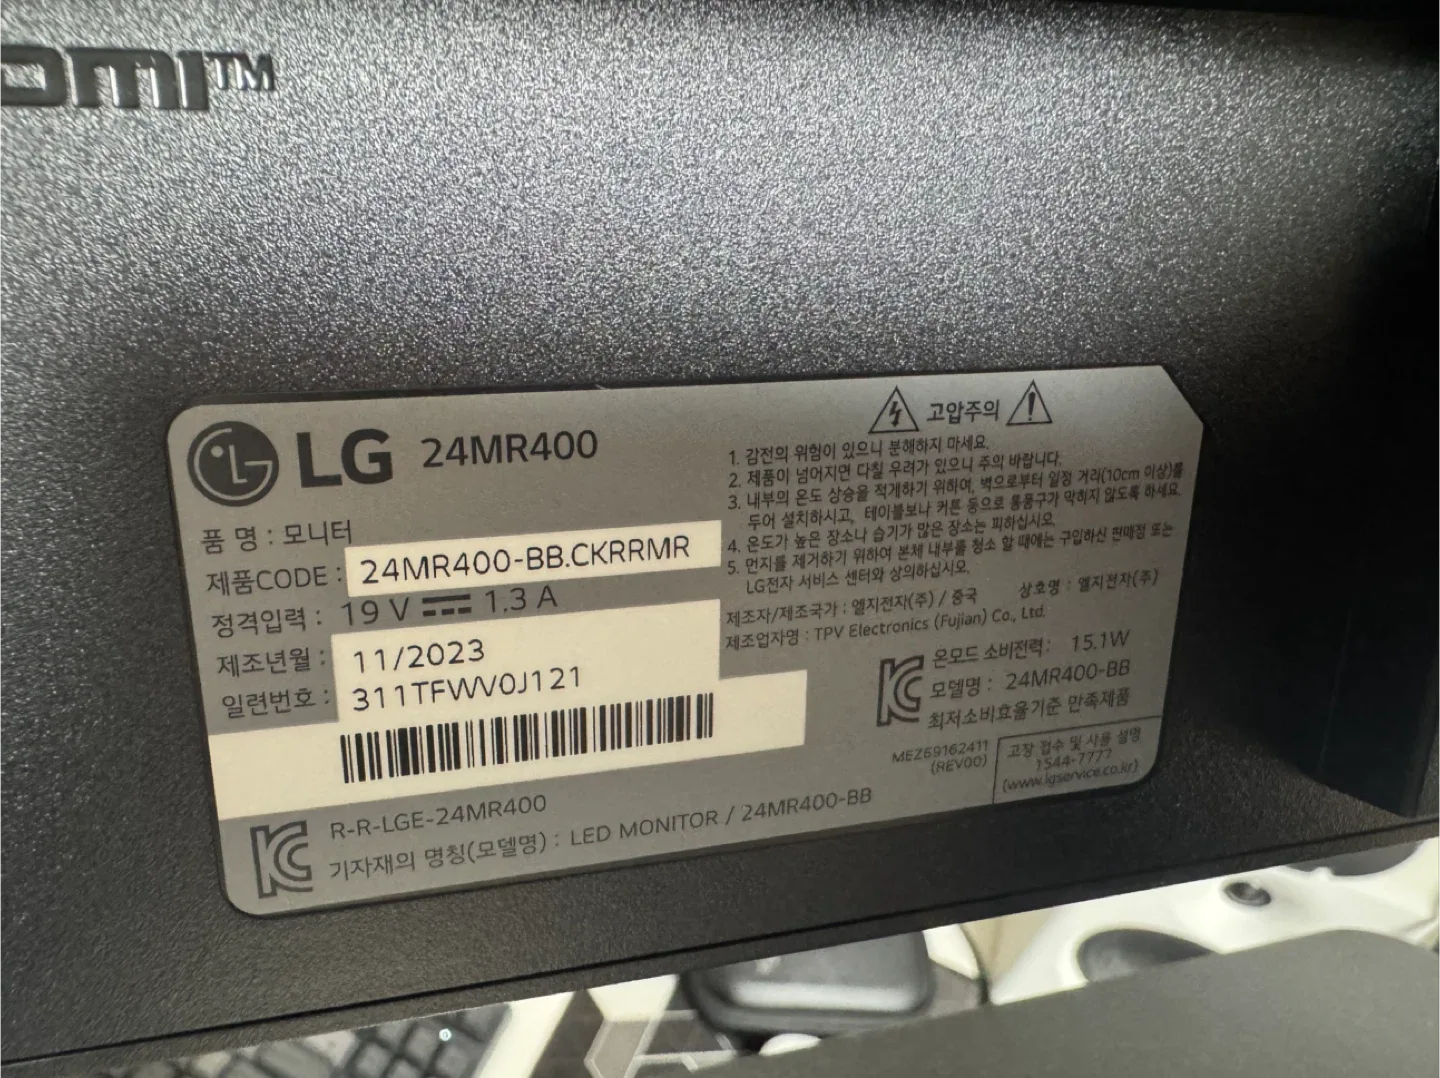 HDMI™
LG 24MR400
품 명 : 모니터
제품CODE : 24MR400-BB.CKRRMR
정격입력 : 19 V ⎓ 1.3 A
제조년월 : 11/2023
일련번호 : 311TFWV0J121
R-R-LGE-24MR400
기자재의 명칭(모델명) : LED MONITOR / 24MR400-BB
고압주의
1. 감전의 위험이 있으니 분해하지 마세요.
2. 제품이 넘어지면 다칠 우려가 있으니 주의 바랍니다.
3. 내부의 온도 상승을 적게하기 위하여, 벽으로부터 일정 거리(10cm 이상)를
두어 설치하시고, 테이블보나 커튼 등으로 통풍구가 막히지 않도록 하세요.
4. 온도가 높은 장소나 습기가 많은 장소는 피하십시오.
5. 먼지를 제거하기 위하여 본체 내부를 청소 할 때에는 구입하신 판매점 또는
LG전자 서비스 센터와 상의하십시오.
제조자/제조국가 : 엘지전자(주) / 중국 상호명 : 엘지전자(주)
제조업자명 : TPV Electronics (Fujian) Co., Ltd.
온모드 소비전력: 15.1W
모델명 : 24MR400-BB
최저소비효율기준 만족제품
MEZ69162411
(REV00)
고장 접수 및 사용 설명
1544-7777
(www.lgservice.co.kr)